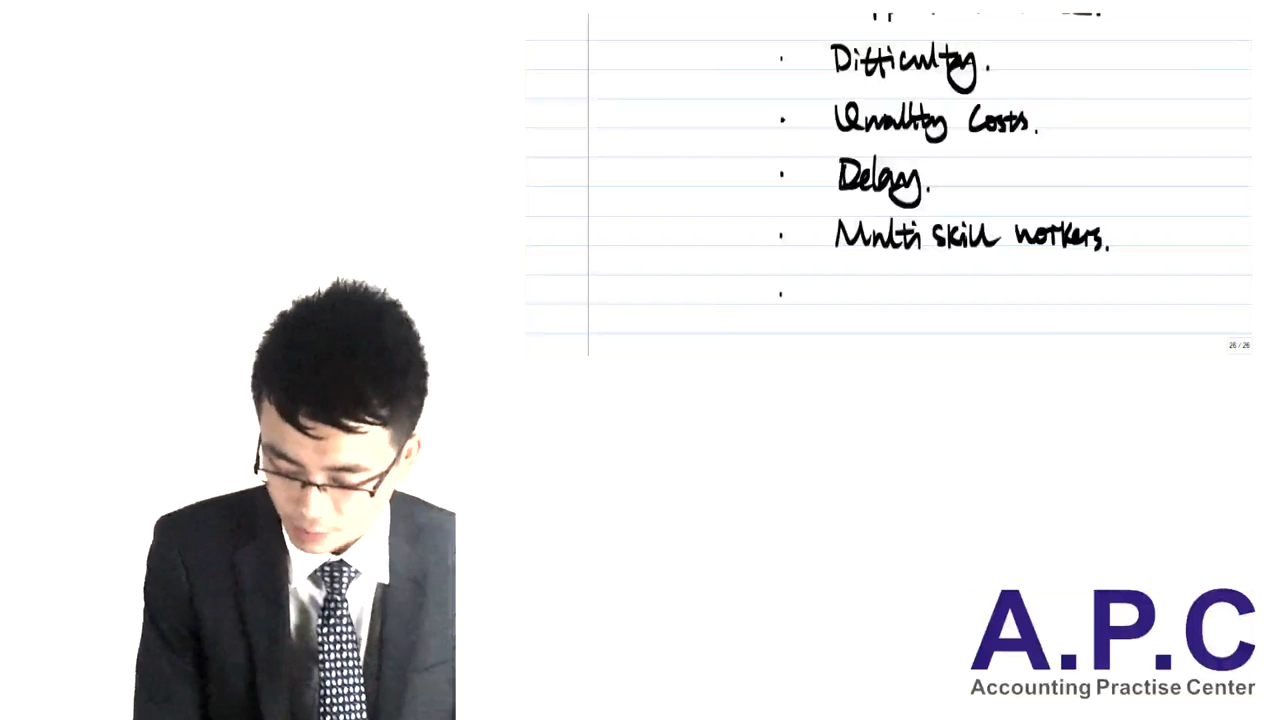 · Difficulty.
· Quality Costs.
· Delay.
· Multi skill workers.
·
26 / 26
A.P.C
Accounting Practise Center